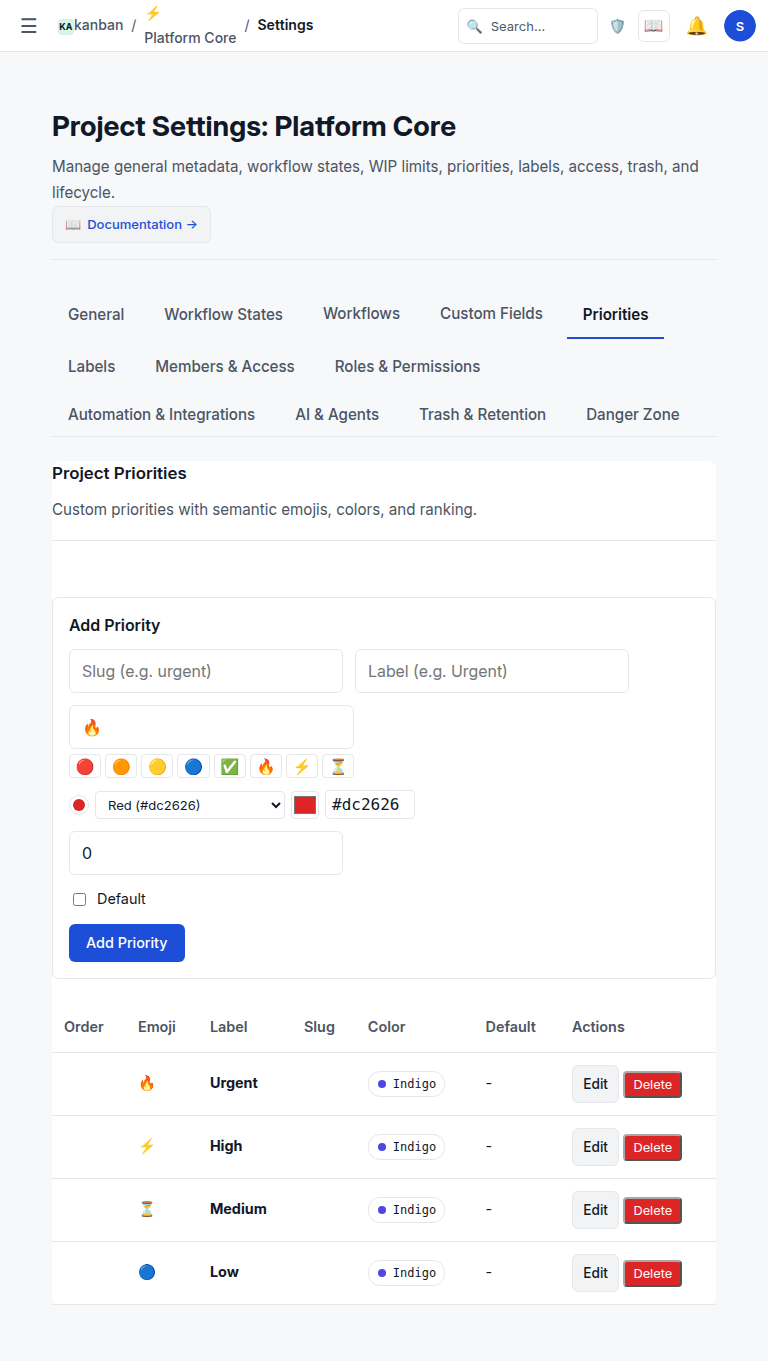 ☰ KA kanban / ⚡ Platform Core / Settings 🔍 Search... 🛡️ 📖 🔔 S
Project Settings: Platform Core
Manage general metadata, workflow states, WIP limits, priorities, labels, access, trash, and
lifecycle.
📖 Documentation →
General Workflow States Workflows Custom Fields Priorities
Labels Members & Access Roles & Permissions
Automation & Integrations AI & Agents Trash & Retention Danger Zone
Project Priorities
Custom priorities with semantic emojis, colors, and ranking.
Add Priority
Slug (e.g. urgent) Label (e.g. Urgent)
🔥
🔴 🟠 🟡 🔵 ✅ 🔥 ⚡ ⏳
Red (#dc2626) #dc2626
0
Default
Add Priority
Order Emoji Label Slug Color Default Actions
🔥 Urgent Indigo - Edit Delete
⚡ High Indigo - Edit Delete
⏳ Medium Indigo - Edit Delete
🔵 Low Indigo - Edit Delete